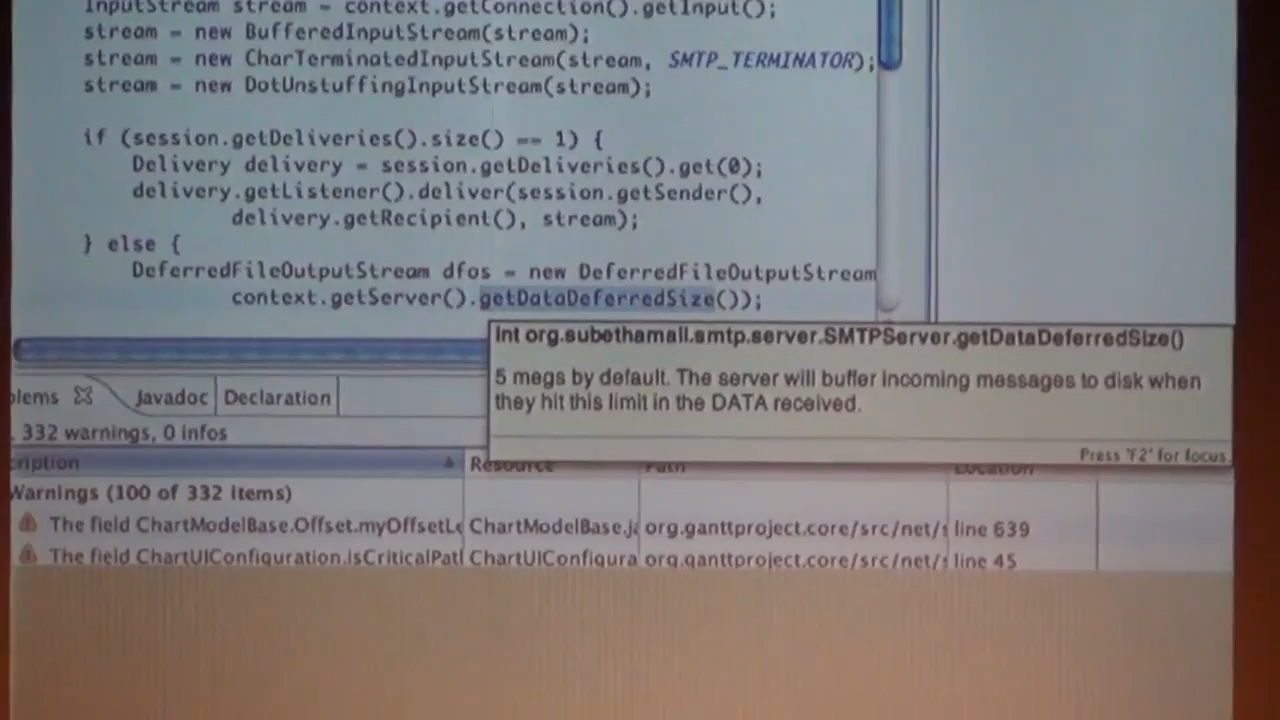 InputStream stream = context.getConnection().getInput();
stream = new BufferedInputStream(stream);
stream = new CharTerminatedInputStream(stream, SMTP_TERMINATOR);
stream = new DotUnstuffingInputStream(stream);
if (session.getDeliveries().size() == 1) {
Delivery delivery = session.getDeliveries().get(0);
delivery.getListener().deliver(session.getSender(),
delivery.getRecipient(), stream);
} else {
DeferredFileOutputStream dfos = new DeferredFileOutputStream
context.getServer().getDataDeferredSize());
int org.subethamail.smtp.server.SMTPServer.getDataDeferredSize()
5 megs by default. The server will buffer incoming messages to disk when
they hit this limit in the DATA received.
Press 'F2' for focus
blems Javadoc Declaration
332 warnings, 0 infos
cription Resource Path Location
Warnings (100 of 332 items)
The field ChartModelBase.Offset.myOffsetLe ChartModelBase.ja org.ganttproject.core/src/net/s line 639
The field ChartUIConfiguration.isCriticalPatl ChartUIConfigura org.ganttproject.core/src/net/s line 45